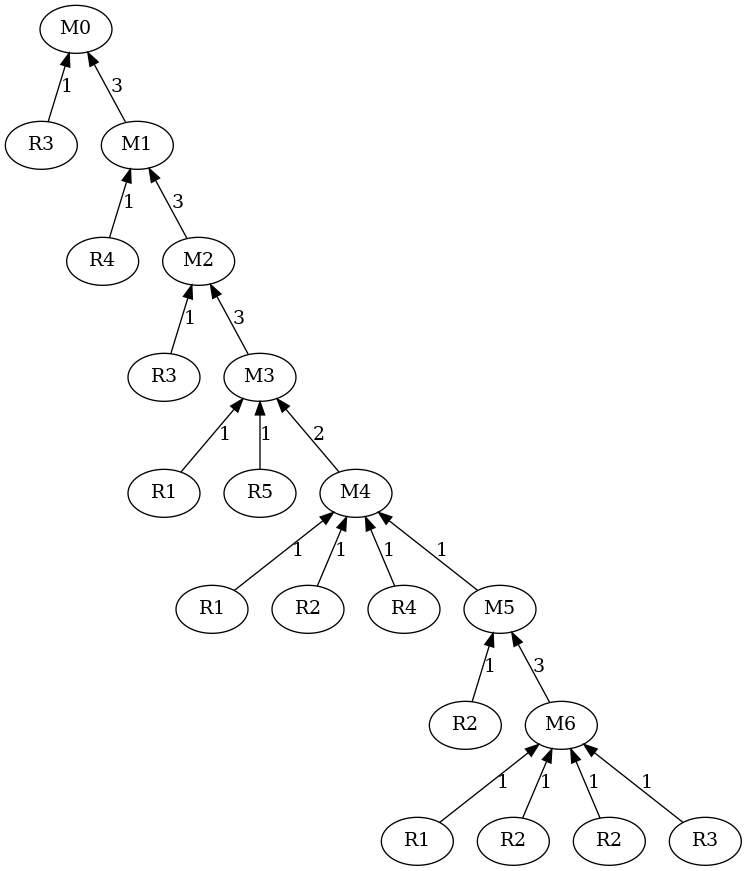 M0
1 3
R3 M1
1 3
R4 M2
1 3
R3 M3
1 1 2
R1 R5 M4
1 1 1 1
R1 R2 R4 M5
1 3
R2 M6
1 1 1 1
R1 R2 R2 R3